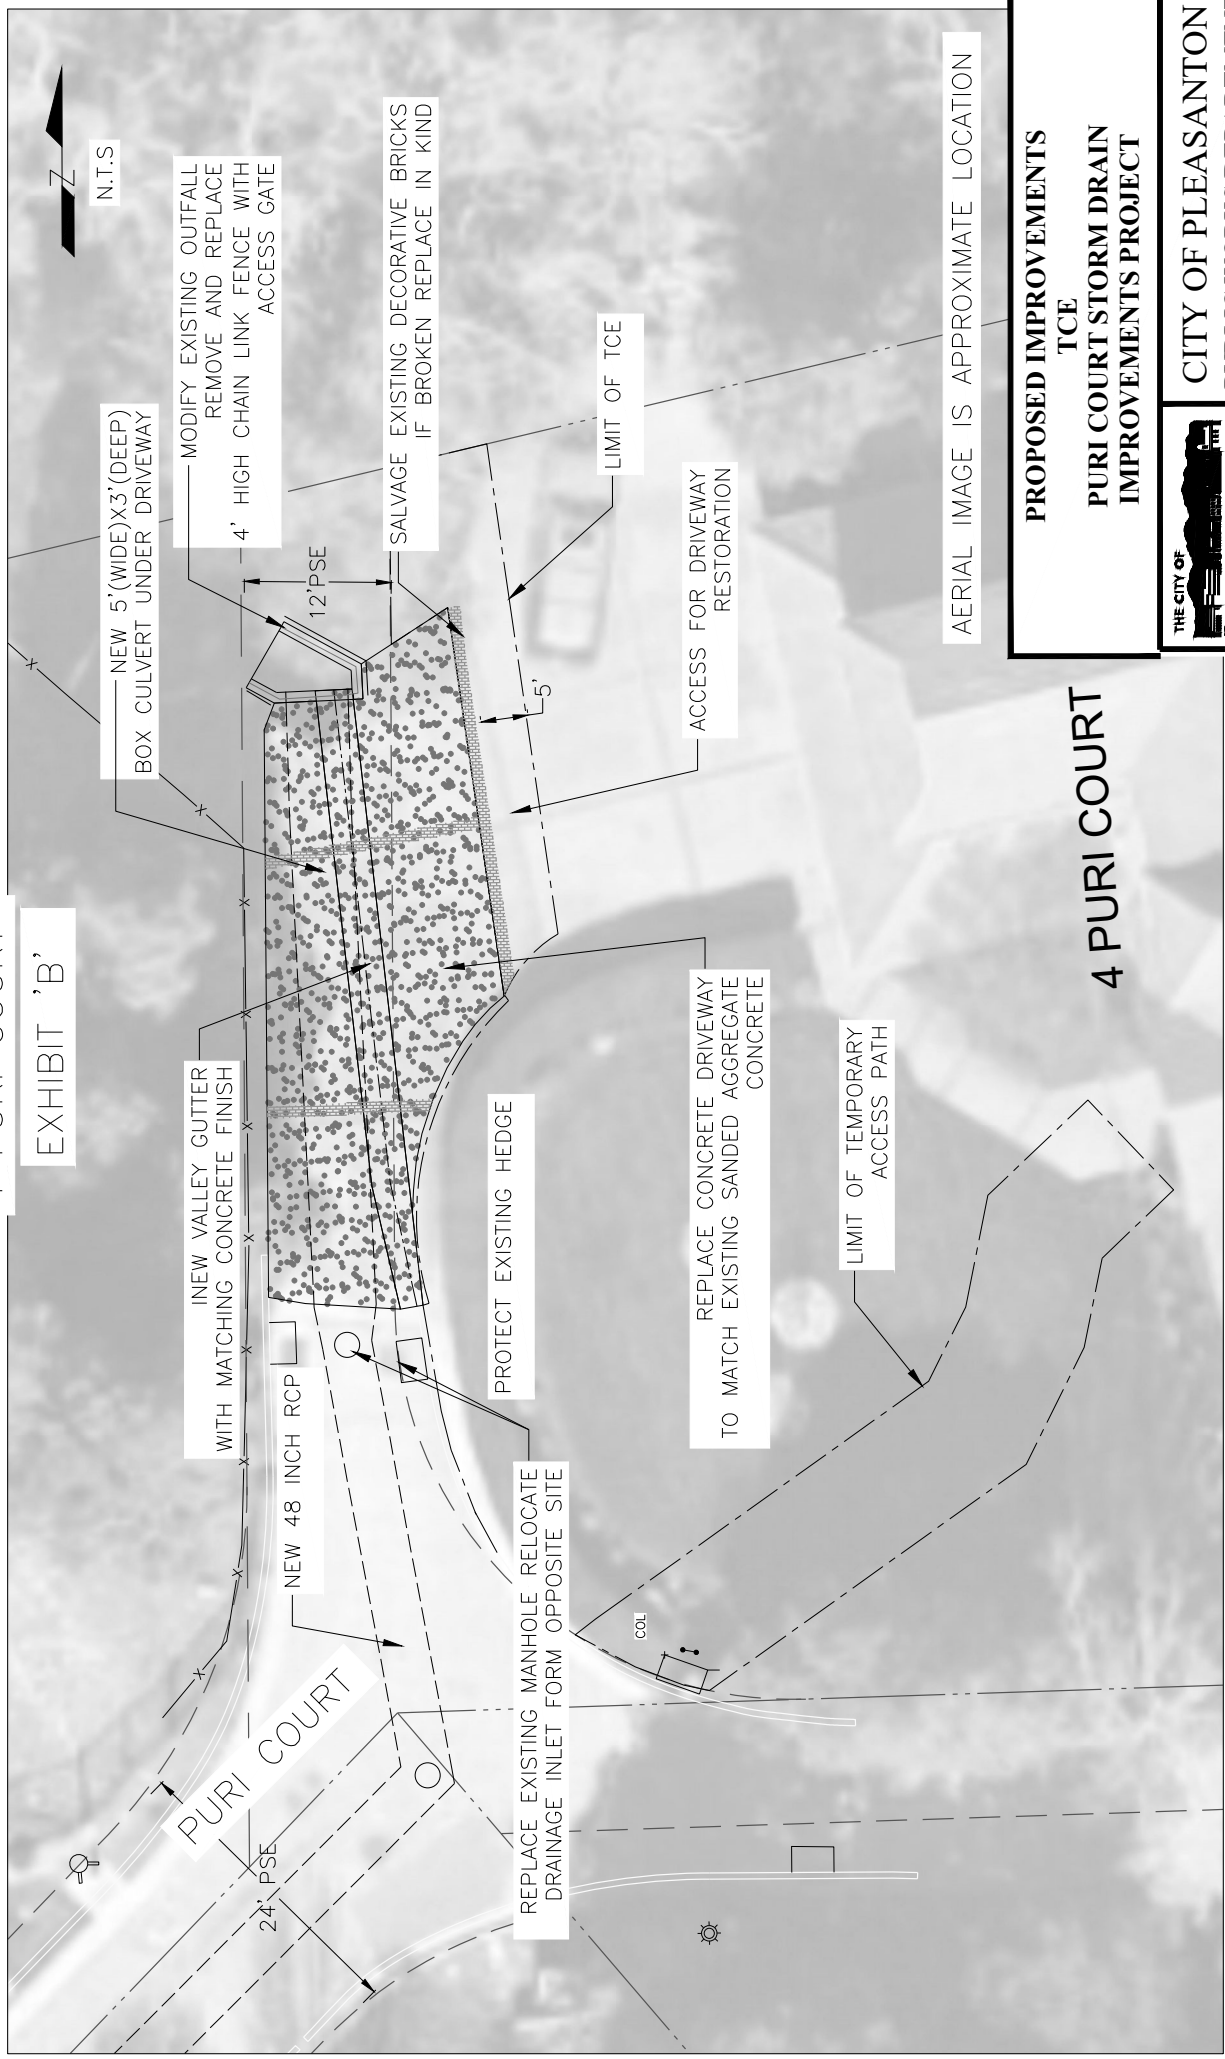 EXHIBIT 'B'
N.T.S
NEW 5'(WIDE)X3'(DEEP)
BOX CULVERT UNDER DRIVEWAY
MODIFY EXISTING OUTFALL
REMOVE AND REPLACE
4' HIGH CHAIN LINK FENCE WITH
ACCESS GATE
12'PSE
SALVAGE EXISTING DECORATIVE BRICKS
IF BROKEN REPLACE IN KIND
LIMIT OF TCE
5'
ACCESS FOR DRIVEWAY
RESTORATION
INEW VALLEY GUTTER
WITH MATCHING CONCRETE FINISH
NEW 48 INCH RCP
PROTECT EXISTING HEDGE
REPLACE CONCRETE DRIVEWAY
TO MATCH EXISTING SANDED AGGREGATE
CONCRETE
LIMIT OF TEMPORARY
ACCESS PATH
REPLACE EXISTING MANHOLE RELOCATE
DRAINAGE INLET FORM OPPOSITE SITE
COL
PURI COURT
24' PSE
4 PURI COURT
AERIAL IMAGE IS APPROXIMATE LOCATION
PROPOSED IMPROVEMENTS
TCE
PURI COURT STORM DRAIN
IMPROVEMENTS PROJECT
THE CITY OF
CITY OF PLEASANTON